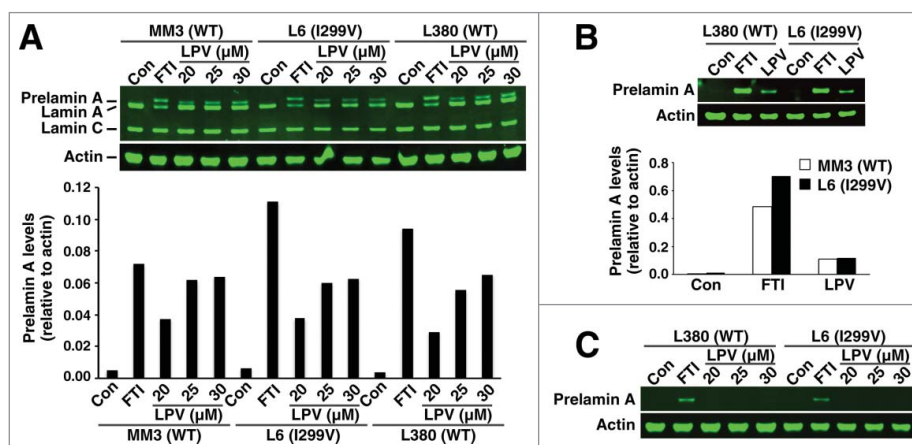 A
MM3 (WT) L6 (I299V) L380 (WT)
LPV (µM) LPV (µM) LPV (µM)
Con FTI 20 25 30 Con FTI 20 25 30 Con FTI 20 25 30
Prelamin A
Lamin A
Lamin C
Actin
Prelamin A levels
(relative to actin)
0.12
0.10
0.08
0.06
0.04
0.02
0.00
Con FTI 20 25 30 Con FTI 20 25 30 Con FTI 20 25 30
LPV (µM) LPV (µM) LPV (µM)
MM3 (WT) L6 (I299V) L380 (WT)
B
L380 (WT) L6 (I299V)
Con FTI LPV Con FTI LPV
Prelamin A
Actin
Prelamin A levels
(relative to actin)
0.8
0.6
0.4
0.2
0.0
MM3 (WT)
L6 (I299V)
Con FTI LPV
C
L380 (WT) L6 (I299V)
LPV (µM) LPV (µM)
Con FTI 20 25 30 Con FTI 20 25 30
Prelamin A
Actin